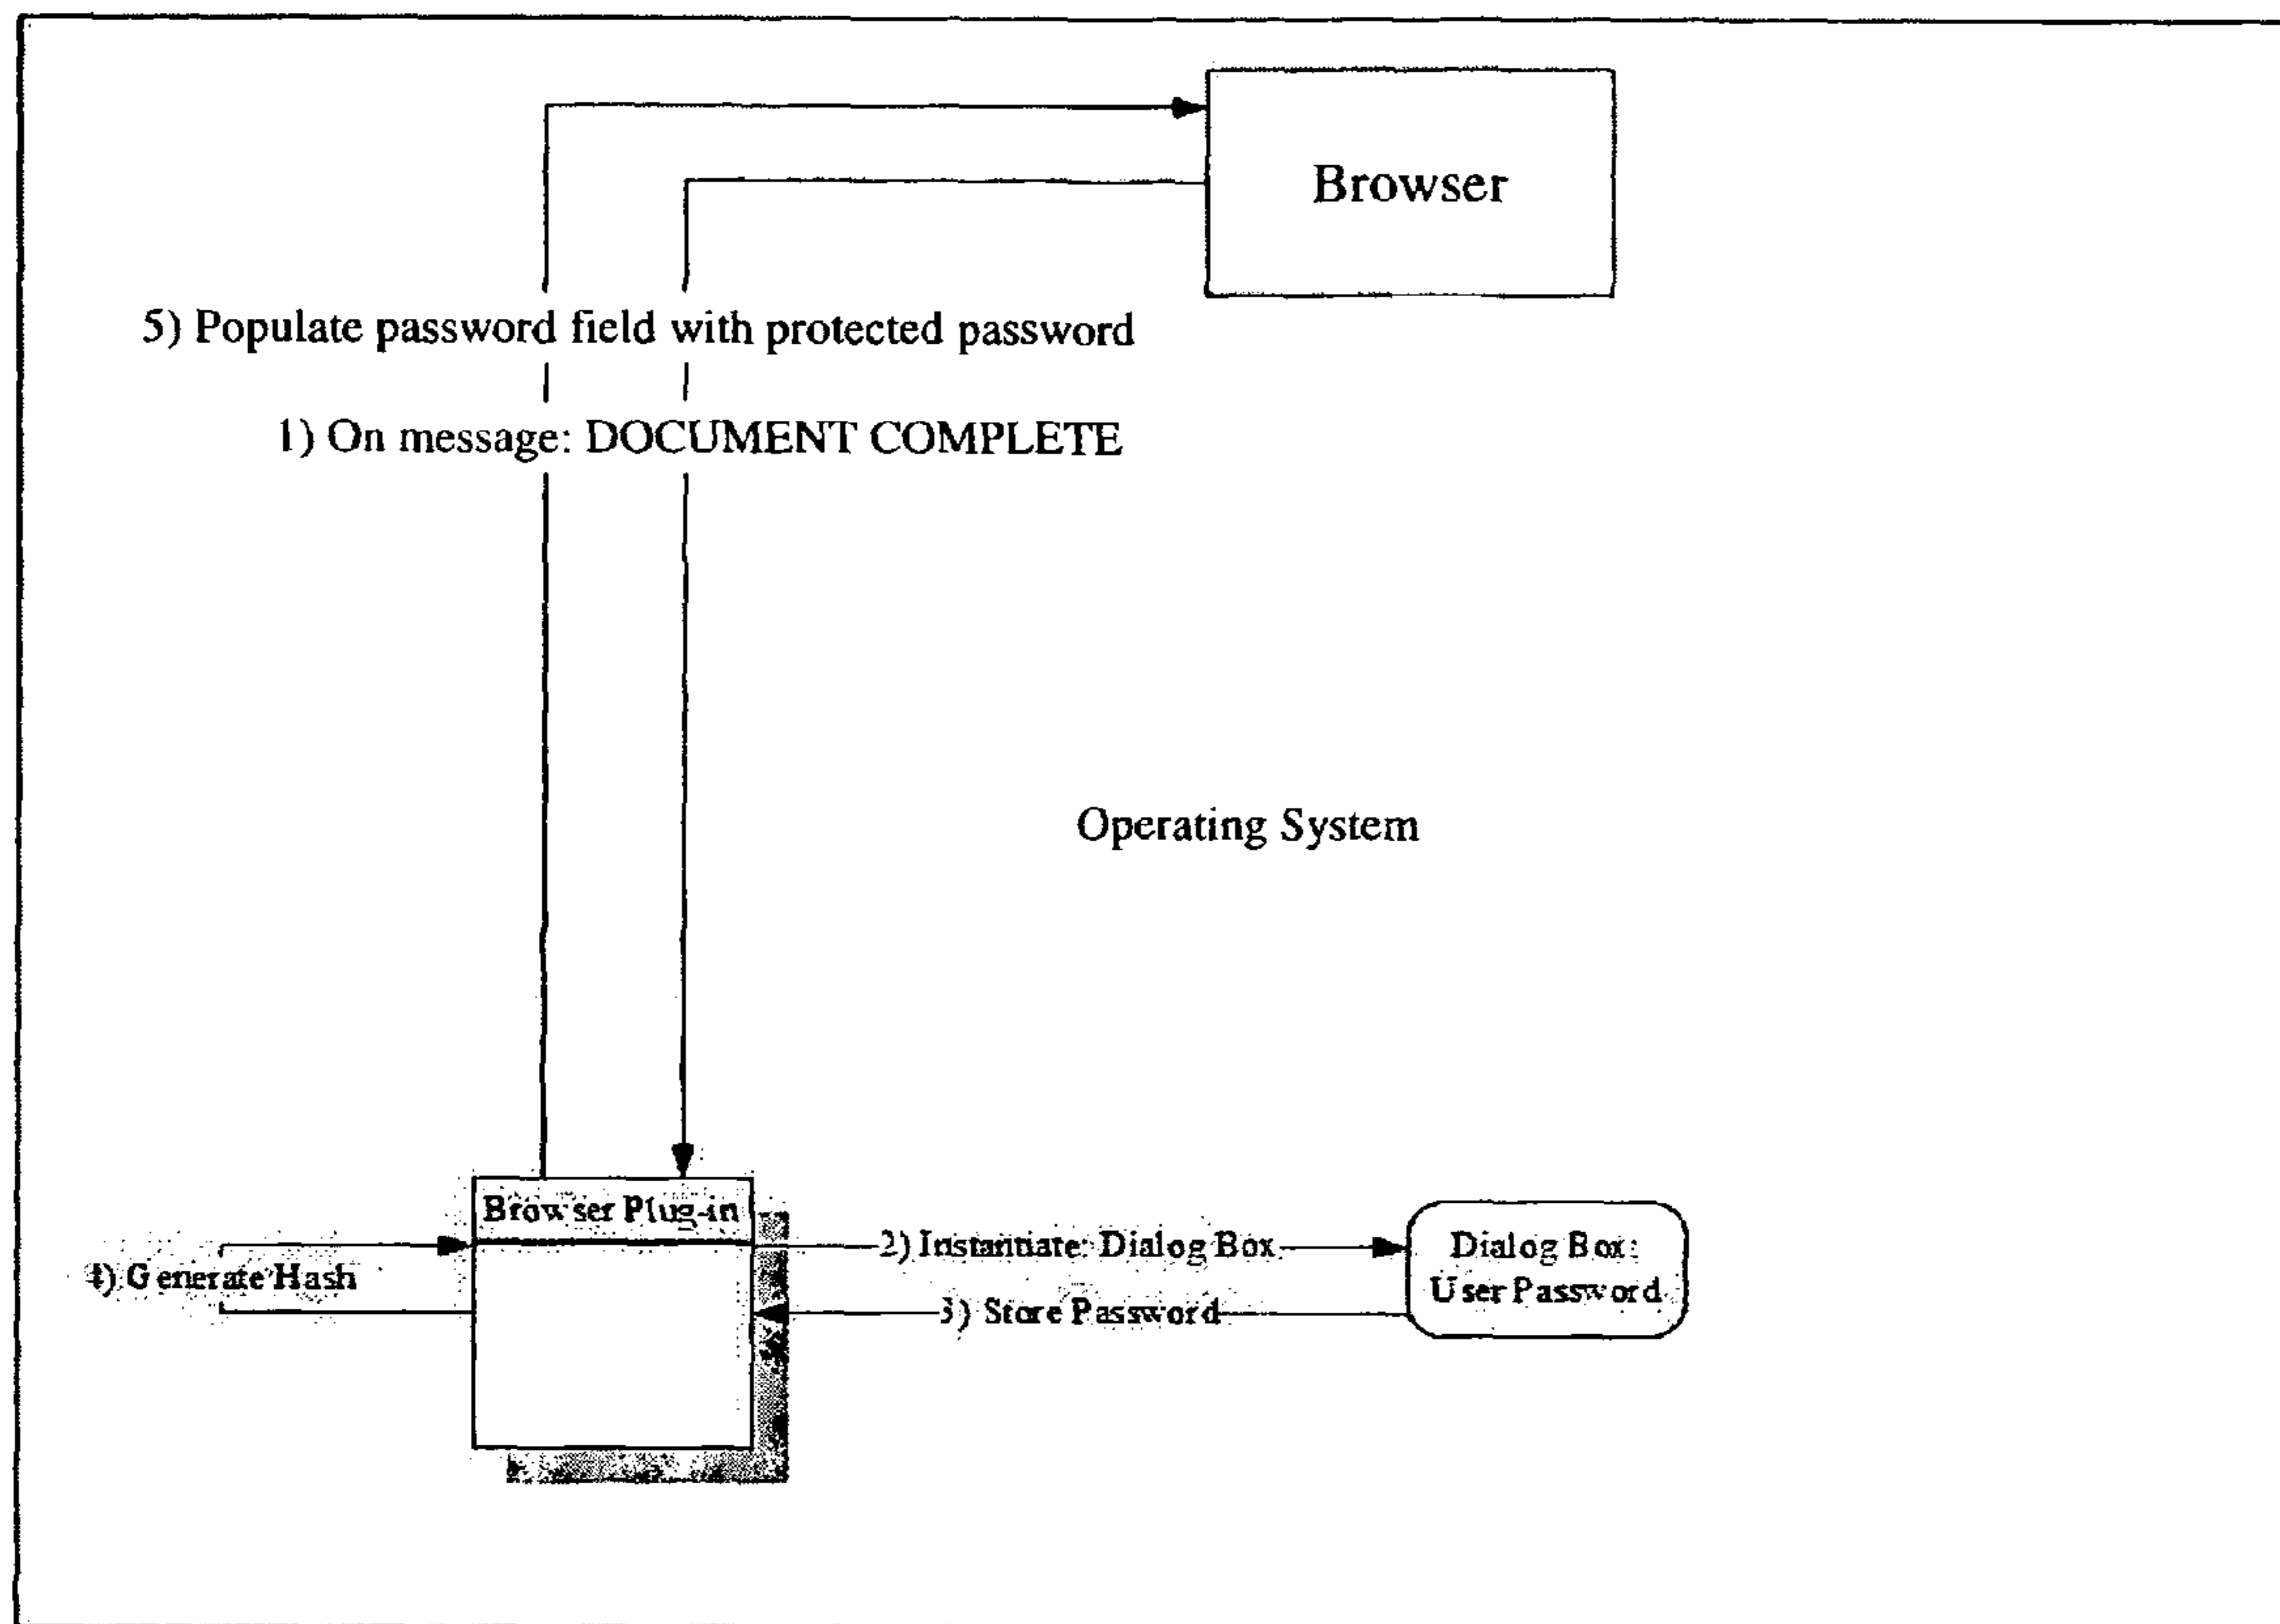 Browser
5) Populate password field with protected password
1) On message: DOCUMENT COMPLETE
Operating System
Browser Plug-in
2) Instantiate: Dialog Box
Dialog Box:
User Password
4) Generate Hash
3) Store Password